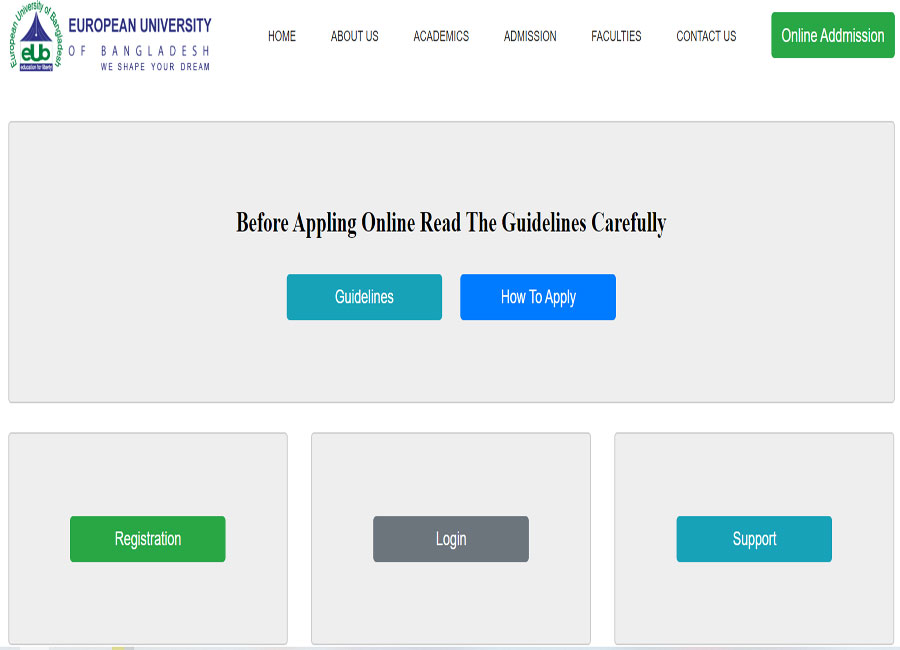 European University of Bangladesh
eUb
education for liberty
EUROPEAN UNIVERSITY
OF BANGLADESH
WE SHAPE YOUR DREAM
HOME ABOUT US ACADEMICS ADMISSION FACULTIES CONTACT US Online Addmission
Before Appling Online Read The Guidelines Carefully
Guidelines How To Apply
Registration Login Support